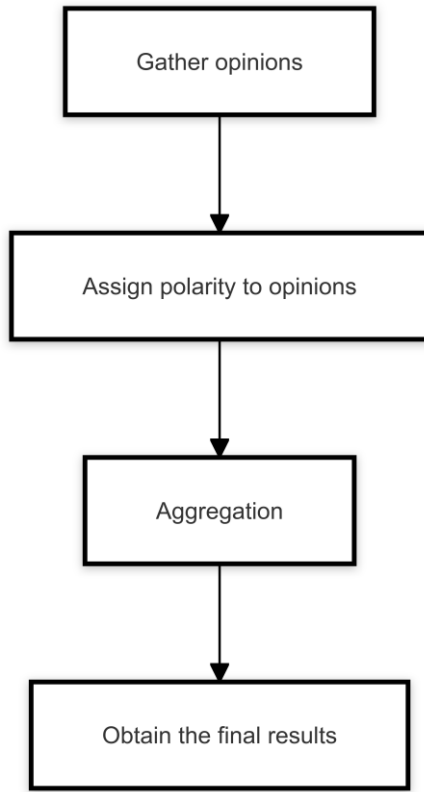 Gather opinions
Assign polarity to opinions
Aggregation
Obtain the final results